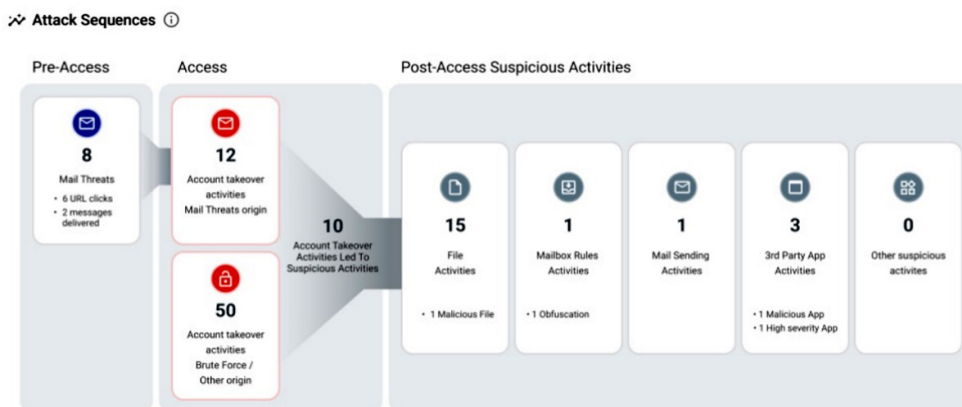 Attack Sequences
Pre-Access
Access
Post-Access Suspicious Activities
8
Mail Threats
• 6 URL clicks
• 2 messages
delivered
12
Account takeover
activities
Mail Threats origin
50
Account takeover
activities
Brute Force /
Other origin
10
Account Takeover
Activities Led To
Suspicious Activities
15
File
Activities
• 1 Malicious File
1
Mailbox Rules
Activities
• 1 Obfuscation
1
Mail Sending
Activities
3
3rd Party App
Activities
• 1 Malicious App
• 1 High severity App
0
Other suspicious
activites